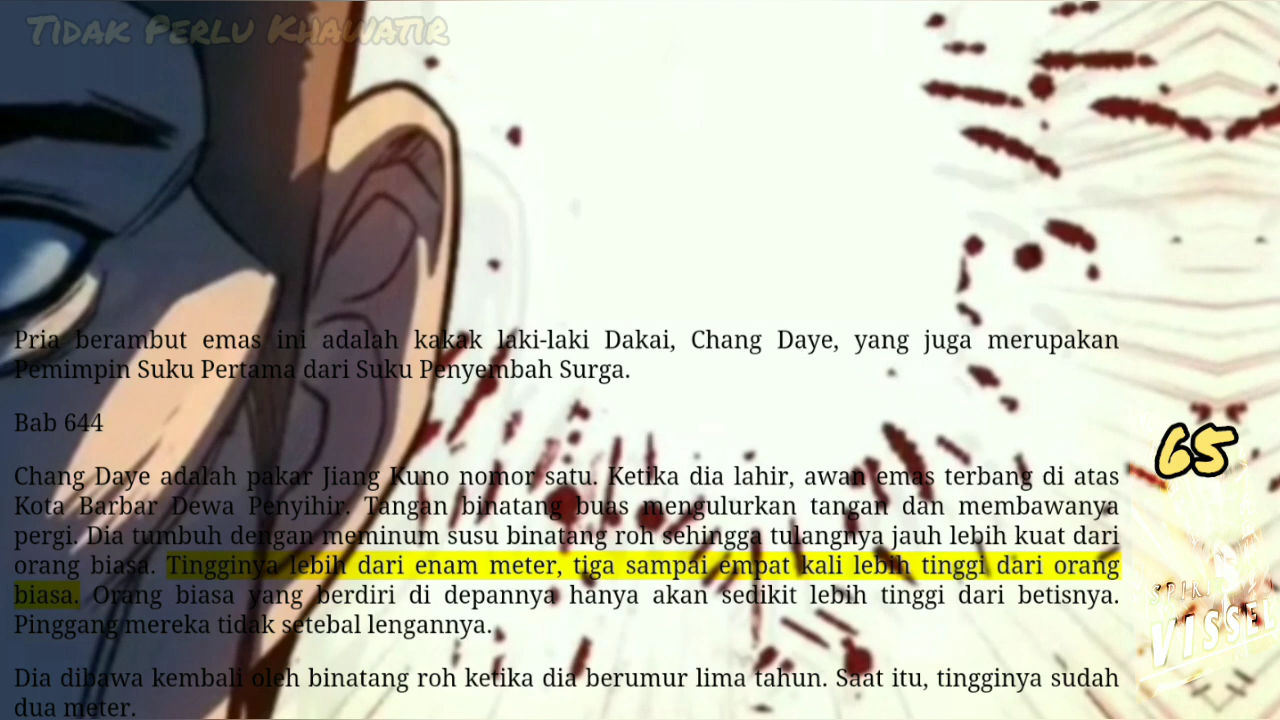 Tidak Perlu Khawatir
Pria berambut emas ini adalah kakak laki-laki Dakai, Chang Daye, yang juga merupakan
Pemimpin Suku Pertama dari Suku Penyembah Surga.
Bab 644
Chang Daye adalah pakar Jiang Kuno nomor satu. Ketika dia lahir, awan emas terbang di atas
Kota Barbar Dewa Penyihir. Tangan binatang buas mengulurkan tangan dan membawanya
pergi. Dia tumbuh dengan meminum susu binatang roh sehingga tulangnya jauh lebih kuat dari
orang biasa. Tingginya lebih dari enam meter, tiga sampai empat kali lebih tinggi dari orang
biasa. Orang biasa yang berdiri di depannya hanya akan sedikit lebih tinggi dari betisnya.
Pinggang mereka tidak setebal lengannya.
Dia dibawa kembali oleh binatang roh ketika dia berumur lima tahun. Saat itu, tingginya sudah
dua meter.
65
SPIRIT
VISSEL